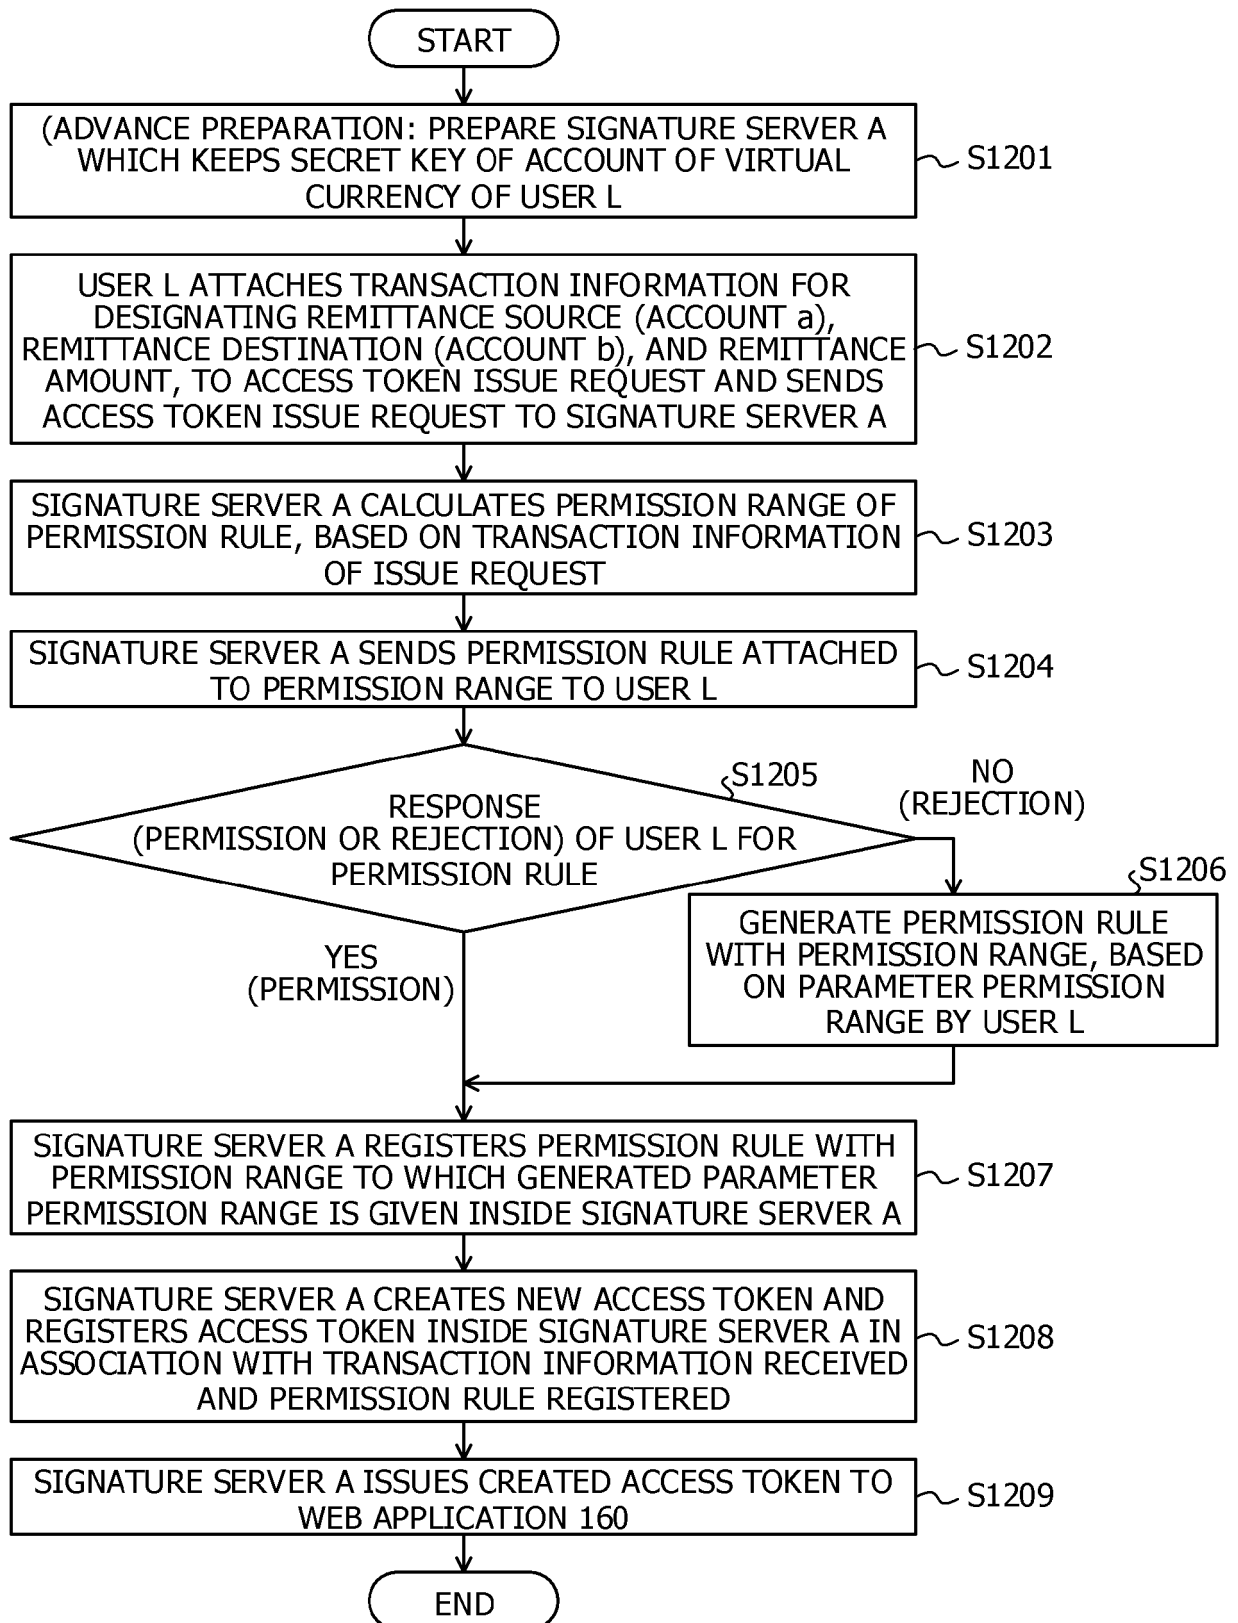 START
(ADVANCE PREPARATION: PREPARE SIGNATURE SERVER A
WHICH KEEPS SECRET KEY OF ACCOUNT OF VIRTUAL
CURRENCY OF USER L
S1201
USER L ATTACHES TRANSACTION INFORMATION FOR
DESIGNATING REMITTANCE SOURCE (ACCOUNT a),
REMITTANCE DESTINATION (ACCOUNT b), AND REMITTANCE
AMOUNT, TO ACCESS TOKEN ISSUE REQUEST AND SENDS
ACCESS TOKEN ISSUE REQUEST TO SIGNATURE SERVER A
S1202
SIGNATURE SERVER A CALCULATES PERMISSION RANGE OF
PERMISSION RULE, BASED ON TRANSACTION INFORMATION
OF ISSUE REQUEST
S1203
SIGNATURE SERVER A SENDS PERMISSION RULE ATTACHED
TO PERMISSION RANGE TO USER L
S1204
S1205
RESPONSE
(PERMISSION OR REJECTION) OF USER L FOR
PERMISSION RULE
NO
(REJECTION)
S1206
GENERATE PERMISSION RULE
WITH PERMISSION RANGE, BASED
ON PARAMETER PERMISSION
RANGE BY USER L
YES
(PERMISSION)
SIGNATURE SERVER A REGISTERS PERMISSION RULE WITH
PERMISSION RANGE TO WHICH GENERATED PARAMETER
PERMISSION RANGE IS GIVEN INSIDE SIGNATURE SERVER A
S1207
SIGNATURE SERVER A CREATES NEW ACCESS TOKEN AND
REGISTERS ACCESS TOKEN INSIDE SIGNATURE SERVER A IN
ASSOCIATION WITH TRANSACTION INFORMATION RECEIVED
AND PERMISSION RULE REGISTERED
S1208
SIGNATURE SERVER A ISSUES CREATED ACCESS TOKEN TO
WEB APPLICATION 160
S1209
END